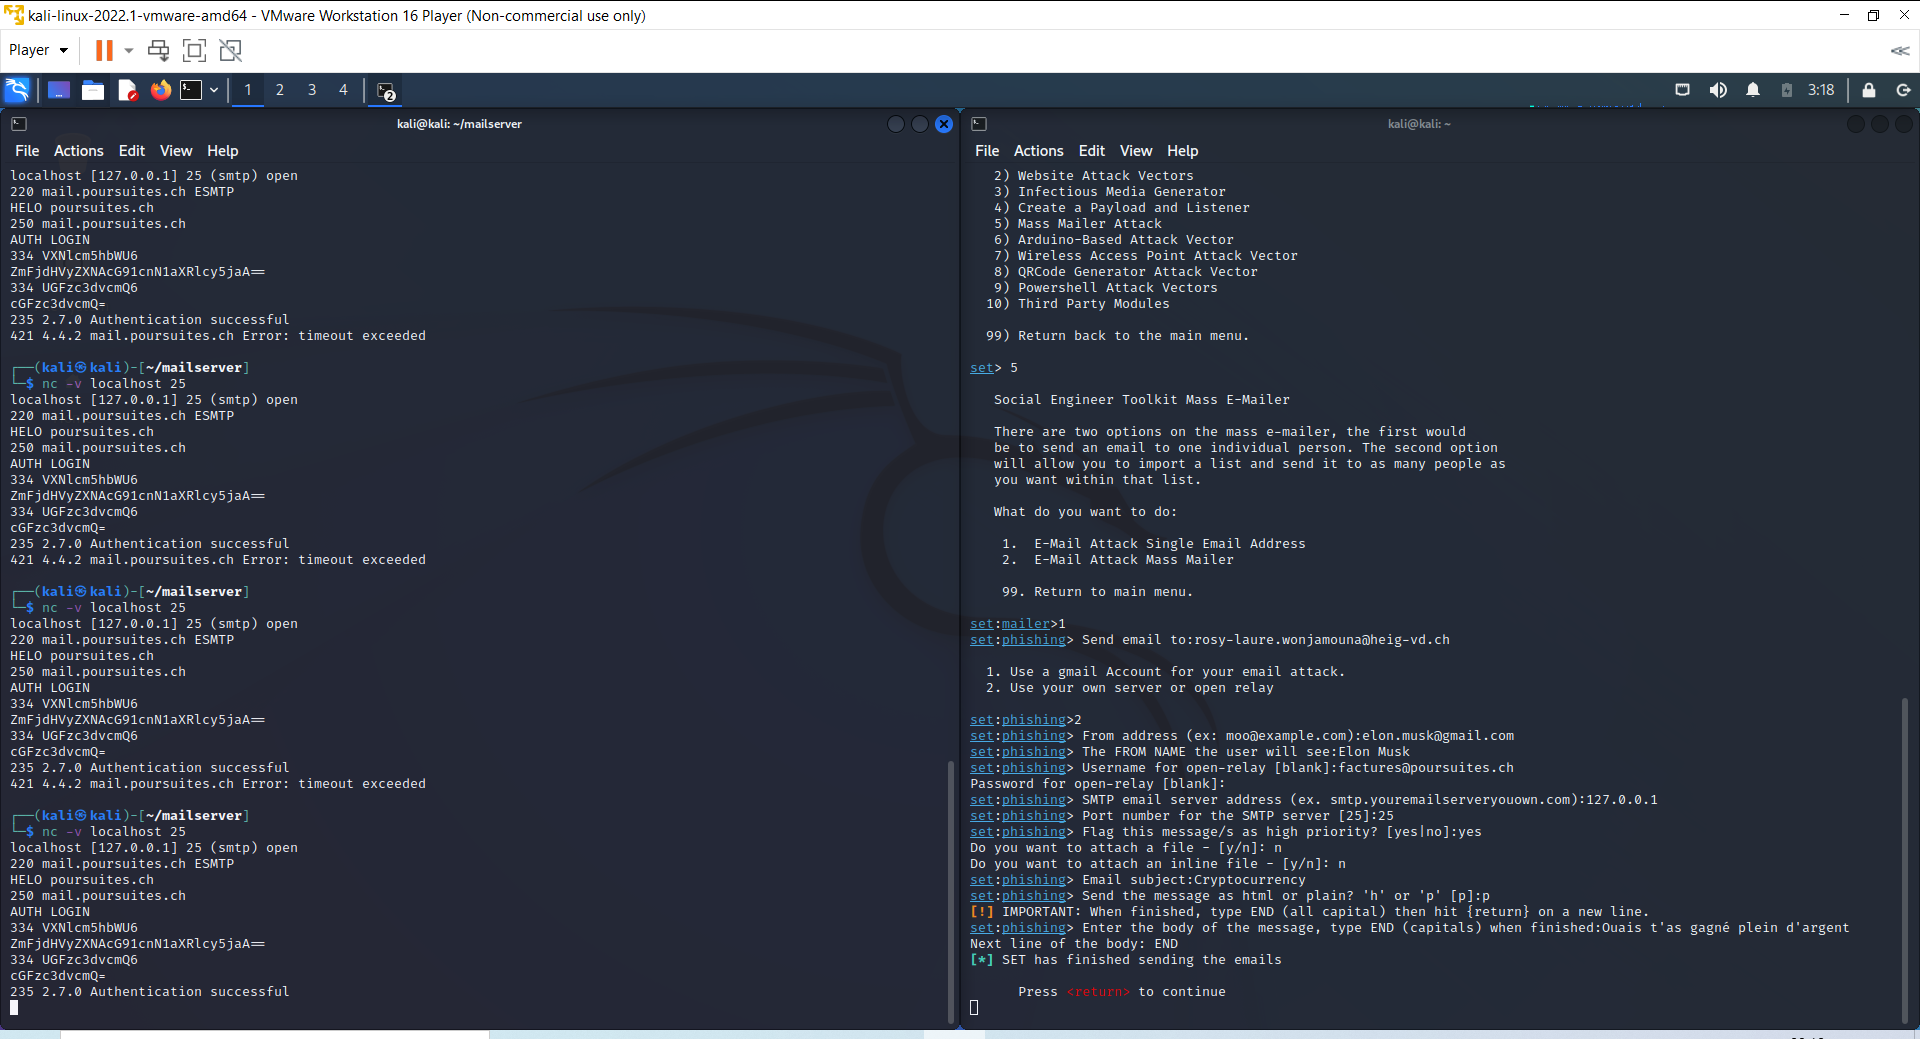 kali-linux-2022.1-vmware-amd64 - VMware Workstation 16 Player (Non-commercial use only)
Player
1 2 3 4 2 3:18
kali@kali: ~/mailserver
File Actions Edit View Help
localhost [127.0.0.1] 25 (smtp) open
220 mail.poursuites.ch ESMTP
HELO poursuites.ch
250 mail.poursuites.ch
AUTH LOGIN
334 VXNlcm5hbWU6
ZmFjdHVyZXNAcG91cnN1aXRlcy5jaA==
334 UGFzc3dvcmQ6
cGFzc3dvcmQ=
235 2.7.0 Authentication successful
421 4.4.2 mail.poursuites.ch Error: timeout exceeded
┌──(kali㉿kali)-[~/mailserver]
└─$ nc -v localhost 25
localhost [127.0.0.1] 25 (smtp) open
220 mail.poursuites.ch ESMTP
HELO poursuites.ch
250 mail.poursuites.ch
AUTH LOGIN
334 VXNlcm5hbWU6
ZmFjdHVyZXNAcG91cnN1aXRlcy5jaA==
334 UGFzc3dvcmQ6
cGFzc3dvcmQ=
235 2.7.0 Authentication successful
421 4.4.2 mail.poursuites.ch Error: timeout exceeded
┌──(kali㉿kali)-[~/mailserver]
└─$ nc -v localhost 25
localhost [127.0.0.1] 25 (smtp) open
220 mail.poursuites.ch ESMTP
HELO poursuites.ch
250 mail.poursuites.ch
AUTH LOGIN
334 VXNlcm5hbWU6
ZmFjdHVyZXNAcG91cnN1aXRlcy5jaA==
334 UGFzc3dvcmQ6
cGFzc3dvcmQ=
235 2.7.0 Authentication successful
421 4.4.2 mail.poursuites.ch Error: timeout exceeded
┌──(kali㉿kali)-[~/mailserver]
└─$ nc -v localhost 25
localhost [127.0.0.1] 25 (smtp) open
220 mail.poursuites.ch ESMTP
HELO poursuites.ch
250 mail.poursuites.ch
AUTH LOGIN
334 VXNlcm5hbWU6
ZmFjdHVyZXNAcG91cnN1aXRlcy5jaA==
334 UGFzc3dvcmQ6
cGFzc3dvcmQ=
235 2.7.0 Authentication successful
kali@kali: ~
File Actions Edit View Help
2) Website Attack Vectors
3) Infectious Media Generator
4) Create a Payload and Listener
5) Mass Mailer Attack
6) Arduino-Based Attack Vector
7) Wireless Access Point Attack Vector
8) QRCode Generator Attack Vector
9) Powershell Attack Vectors
10) Third Party Modules
99) Return back to the main menu.
set> 5
Social Engineer Toolkit Mass E-Mailer
There are two options on the mass e-mailer, the first would
be to send an email to one individual person. The second option
will allow you to import a list and send it to as many people as
you want within that list.
What do you want to do:
1. E-Mail Attack Single Email Address
2. E-Mail Attack Mass Mailer
99. Return to main menu.
set:mailer>1
set:phishing> Send email to:rosy-laure.wonjamouna@heig-vd.ch
1. Use a gmail Account for your email attack.
2. Use your own server or open relay
set:phishing>2
set:phishing> From address (ex: moo@example.com):elon.musk@gmail.com
set:phishing> The FROM NAME the user will see:Elon Musk
set:phishing> Username for open-relay [blank]:factures@poursuites.ch
Password for open-relay [blank]:
set:phishing> SMTP email server address (ex. smtp.youremailserveryouown.com):127.0.0.1
set:phishing> Port number for the SMTP server [25]:25
set:phishing> Flag this message/s as high priority? [yes|no]:yes
Do you want to attach a file - [y/n]: n
Do you want to attach an inline file - [y/n]: n
set:phishing> Email subject:Cryptocurrency
set:phishing> Send the message as html or plain? 'h' or 'p' [p]:p
[!] IMPORTANT: When finished, type END (all capital) then hit {return} on a new line.
set:phishing> Enter the body of the message, type END (capitals) when finished:Ouais t'as gagné plein d'argent
Next line of the body: END
[*] SET has finished sending the emails
Press <return> to continue